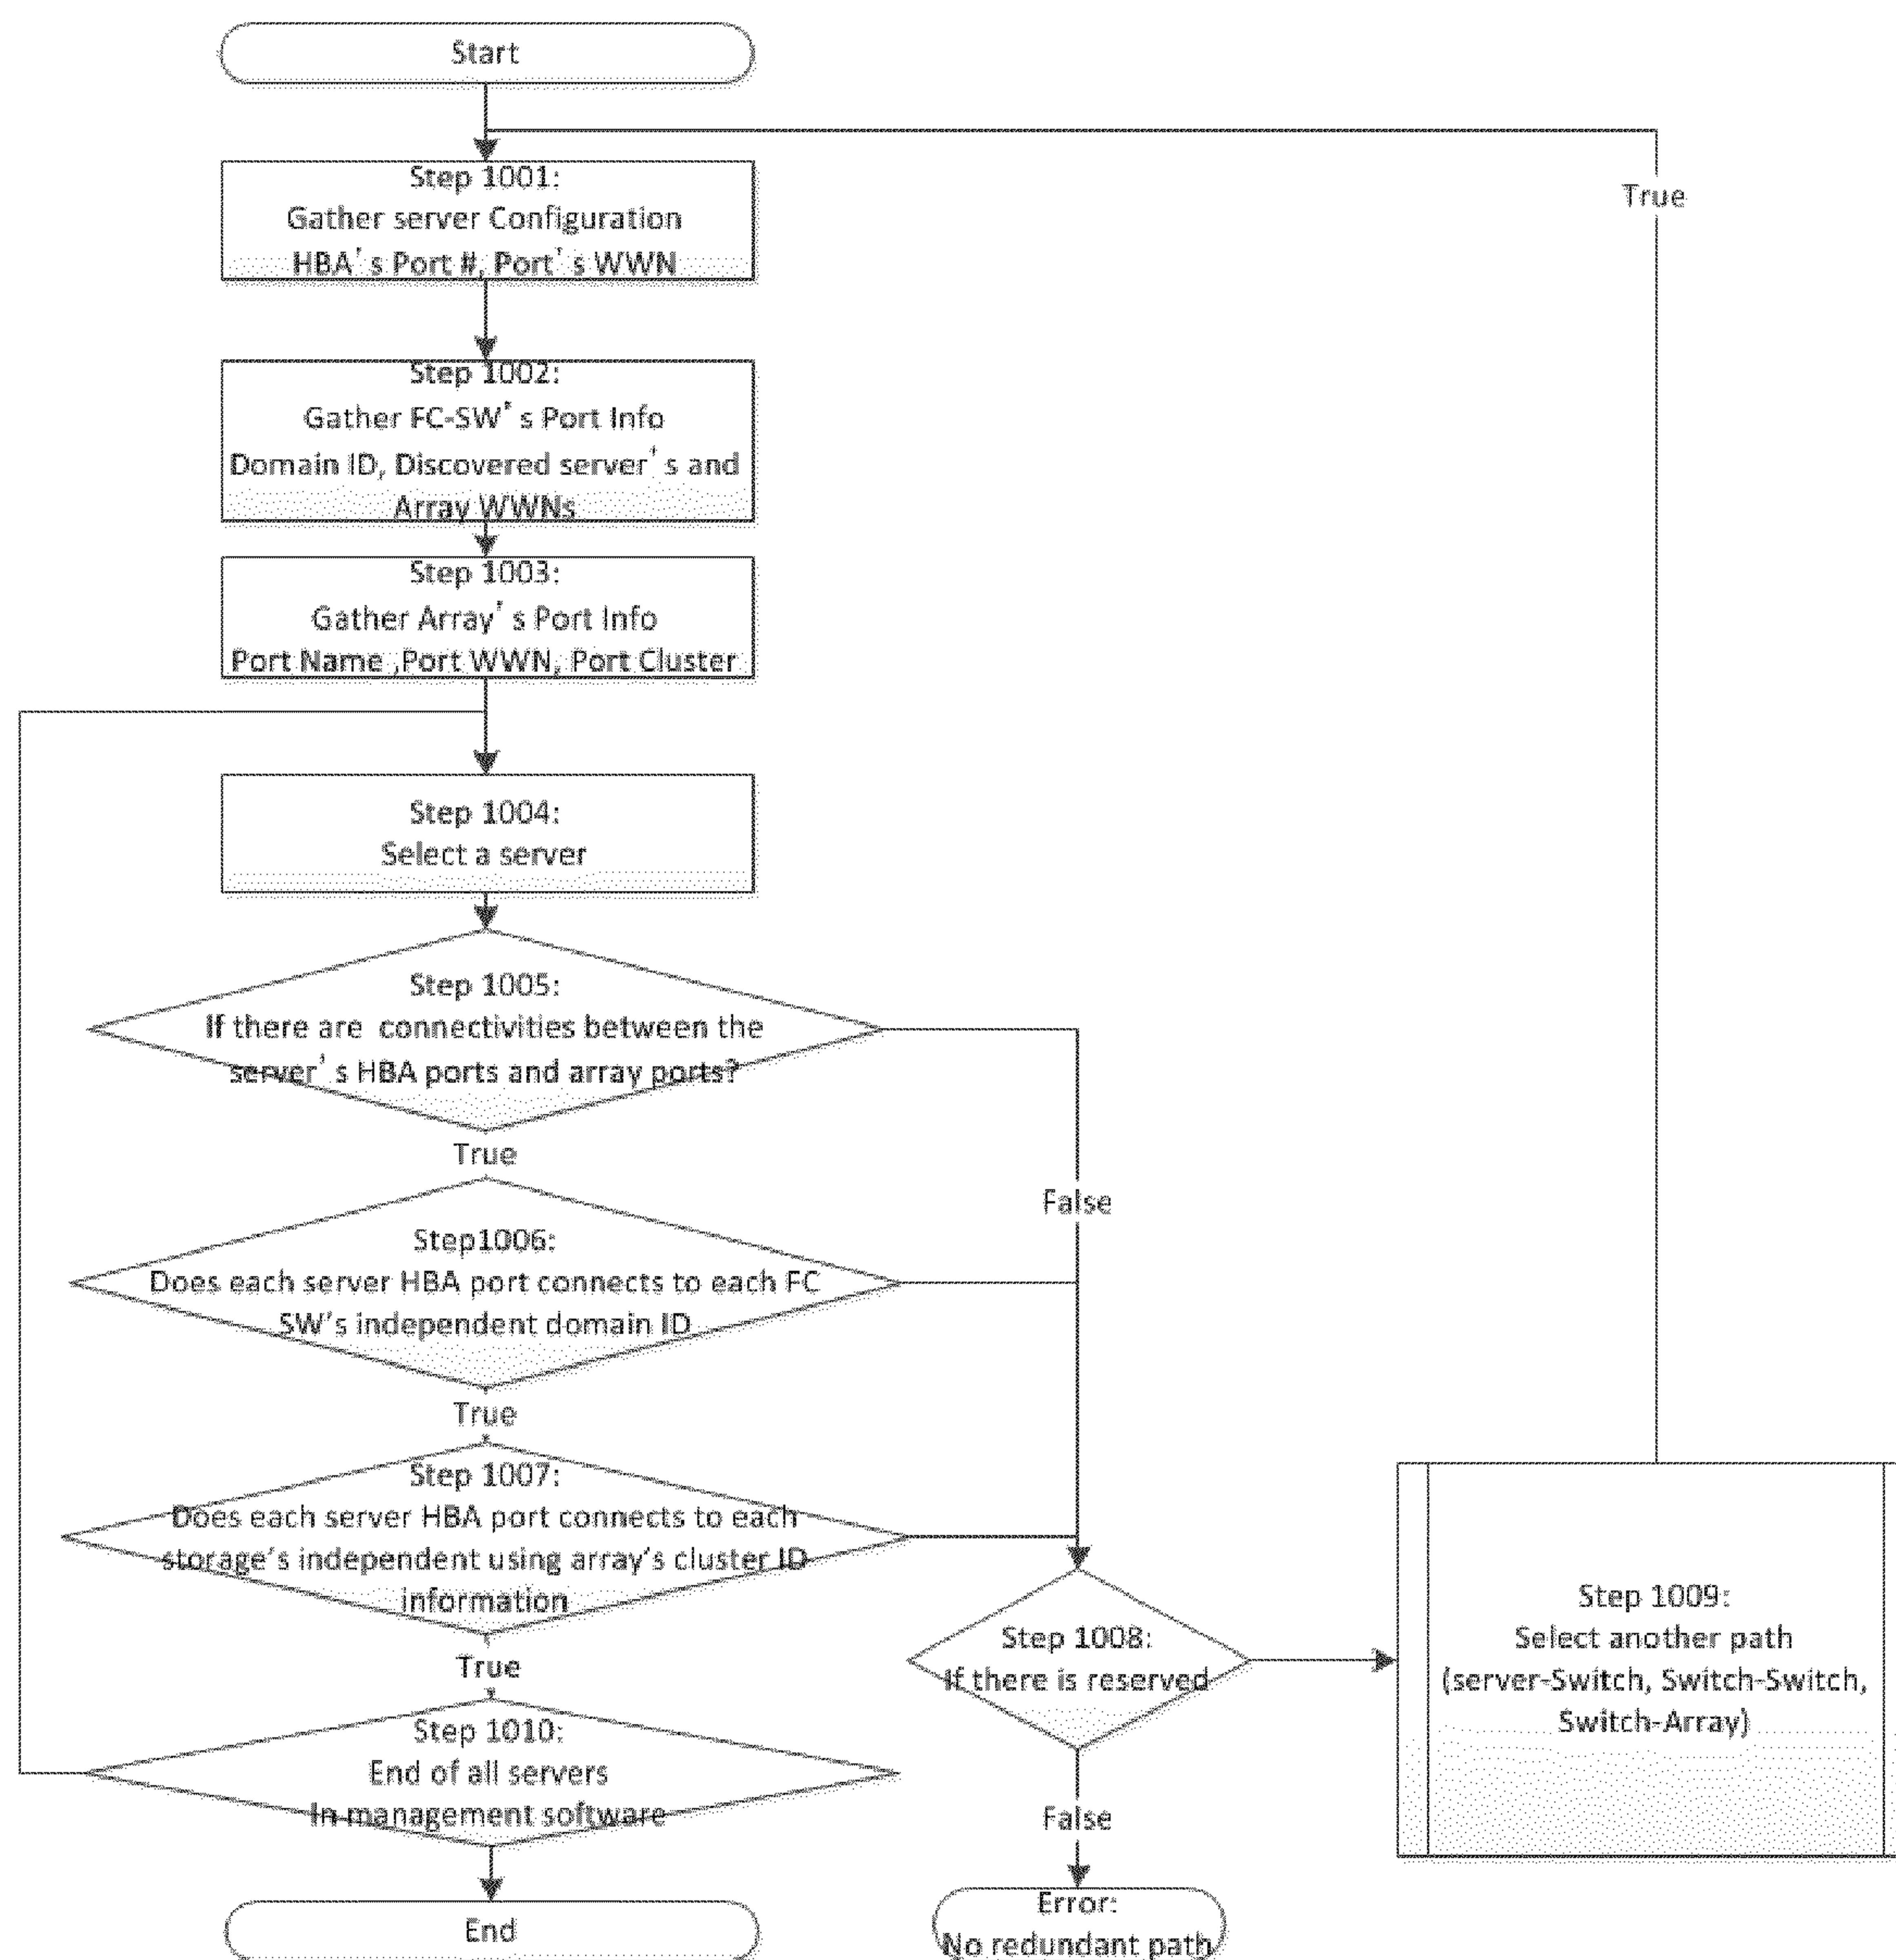 Start
True
Step 1001:
Gather server Configuration
HBA's Port #, Port's WWN
Step 1002:
Gather FC-SW's Port Info
Domain ID, Discovered server's and
Array WWNs
Step 1003:
Gather Array's Port Info
Port Name ,Port WWN, Port Cluster
Step 1004:
Select a server
Step 1005:
If there are connectivities between the
server's HBA ports and array ports?
True
False
Step1006:
Does each server HBA port connects to each FC
SW's independent domain ID
True
Step 1007:
Does each server HBA port connects to each
storage's independent using array's cluster ID
information
True
Step 1008:
If there is reserved
Step 1009:
Select another path
(server-Switch, Switch-Switch,
Switch-Array)
Step 1010:
End of all servers
In management software
False
End
Error:
No redundant path